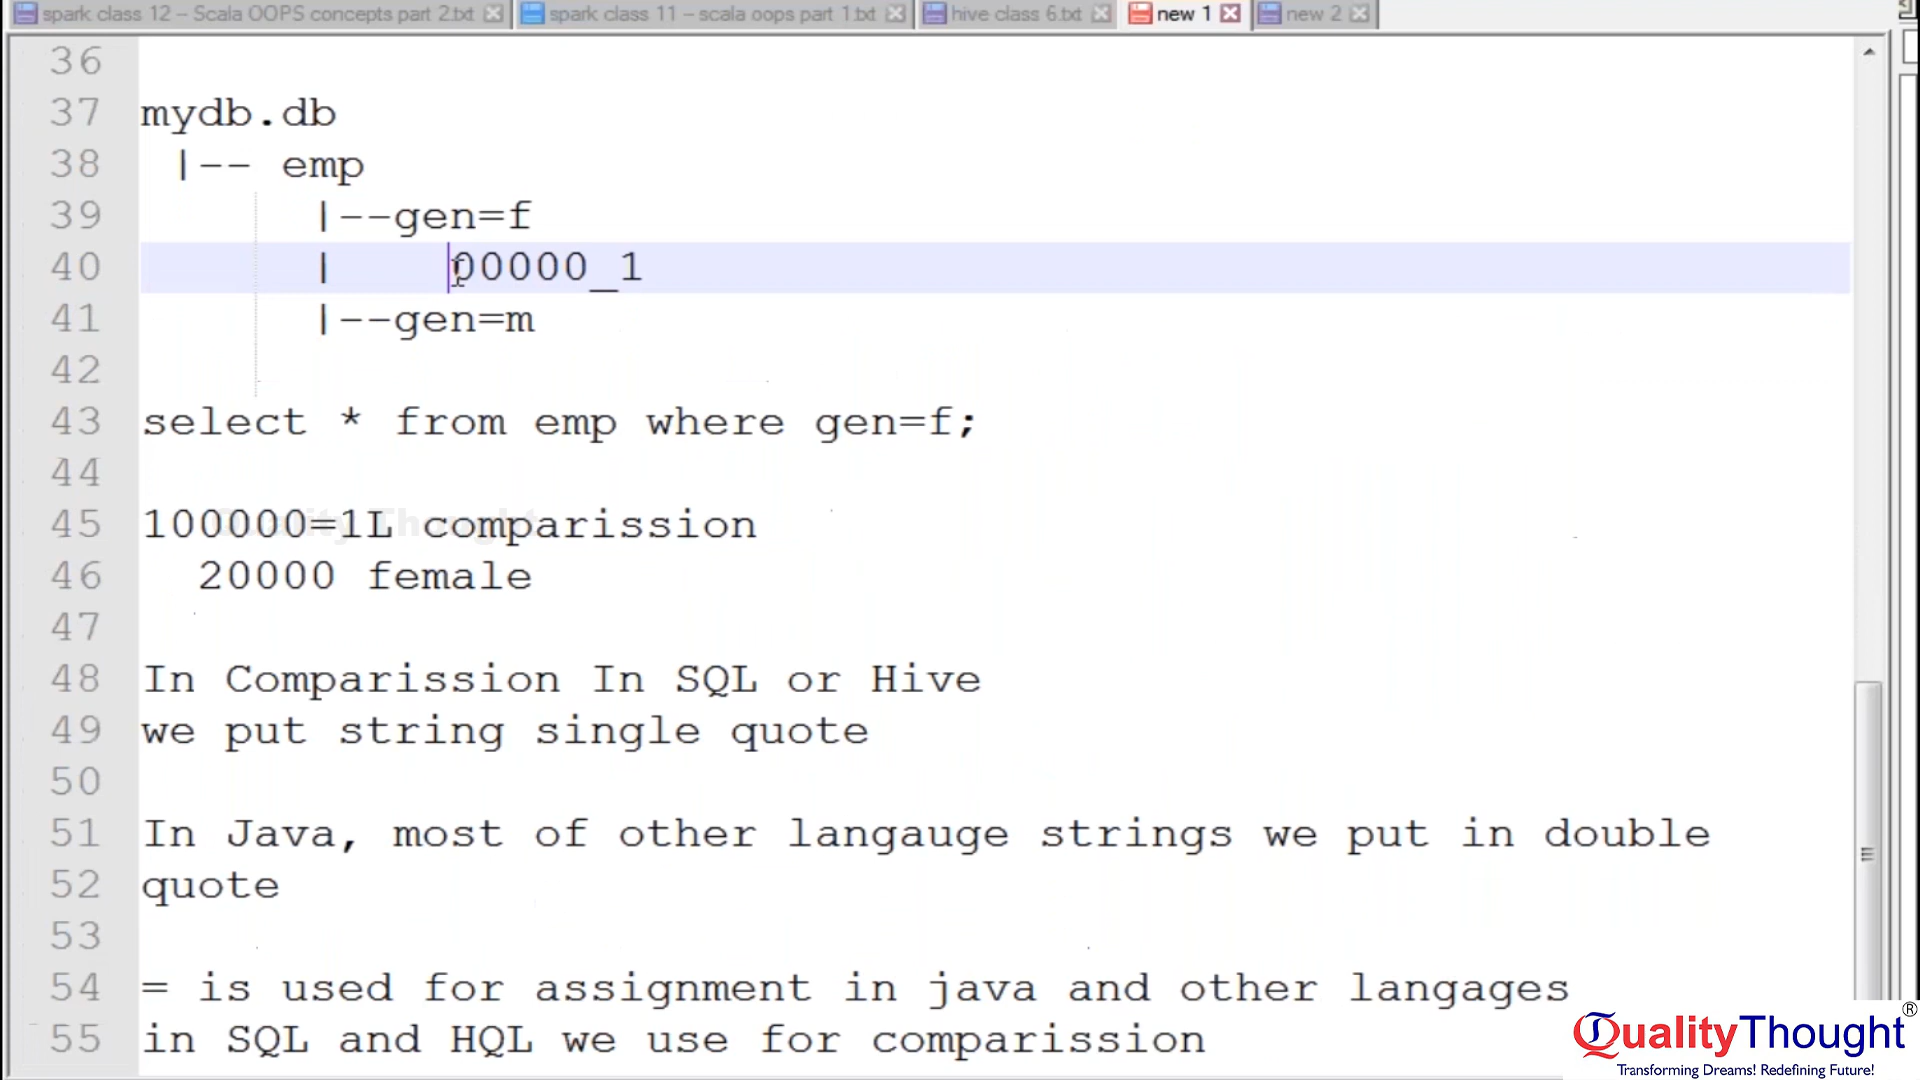 spark class 12 – Scala OOPS concepts part 2.txt spark class 11 – scala oops part 1.txt hive class 6.txt new 1 new 2
36
37 mydb.db
38 |-- emp
39 |--gen=f
40 | 00000_1
41 |--gen=m
42
43 select * from emp where gen=f;
44
45 100000=1L comparission
Quality Thought
46 20000 female
47
48 In Comparission In SQL or Hive
49 we put string single quote
50
51 In Java, most of other langauge strings we put in double
52 quote
53
54 = is used for assignment in java and other langages
55 in SQL and HQL we use for comparission
QualityThought®
Transforming Dreams! Redefining Future!